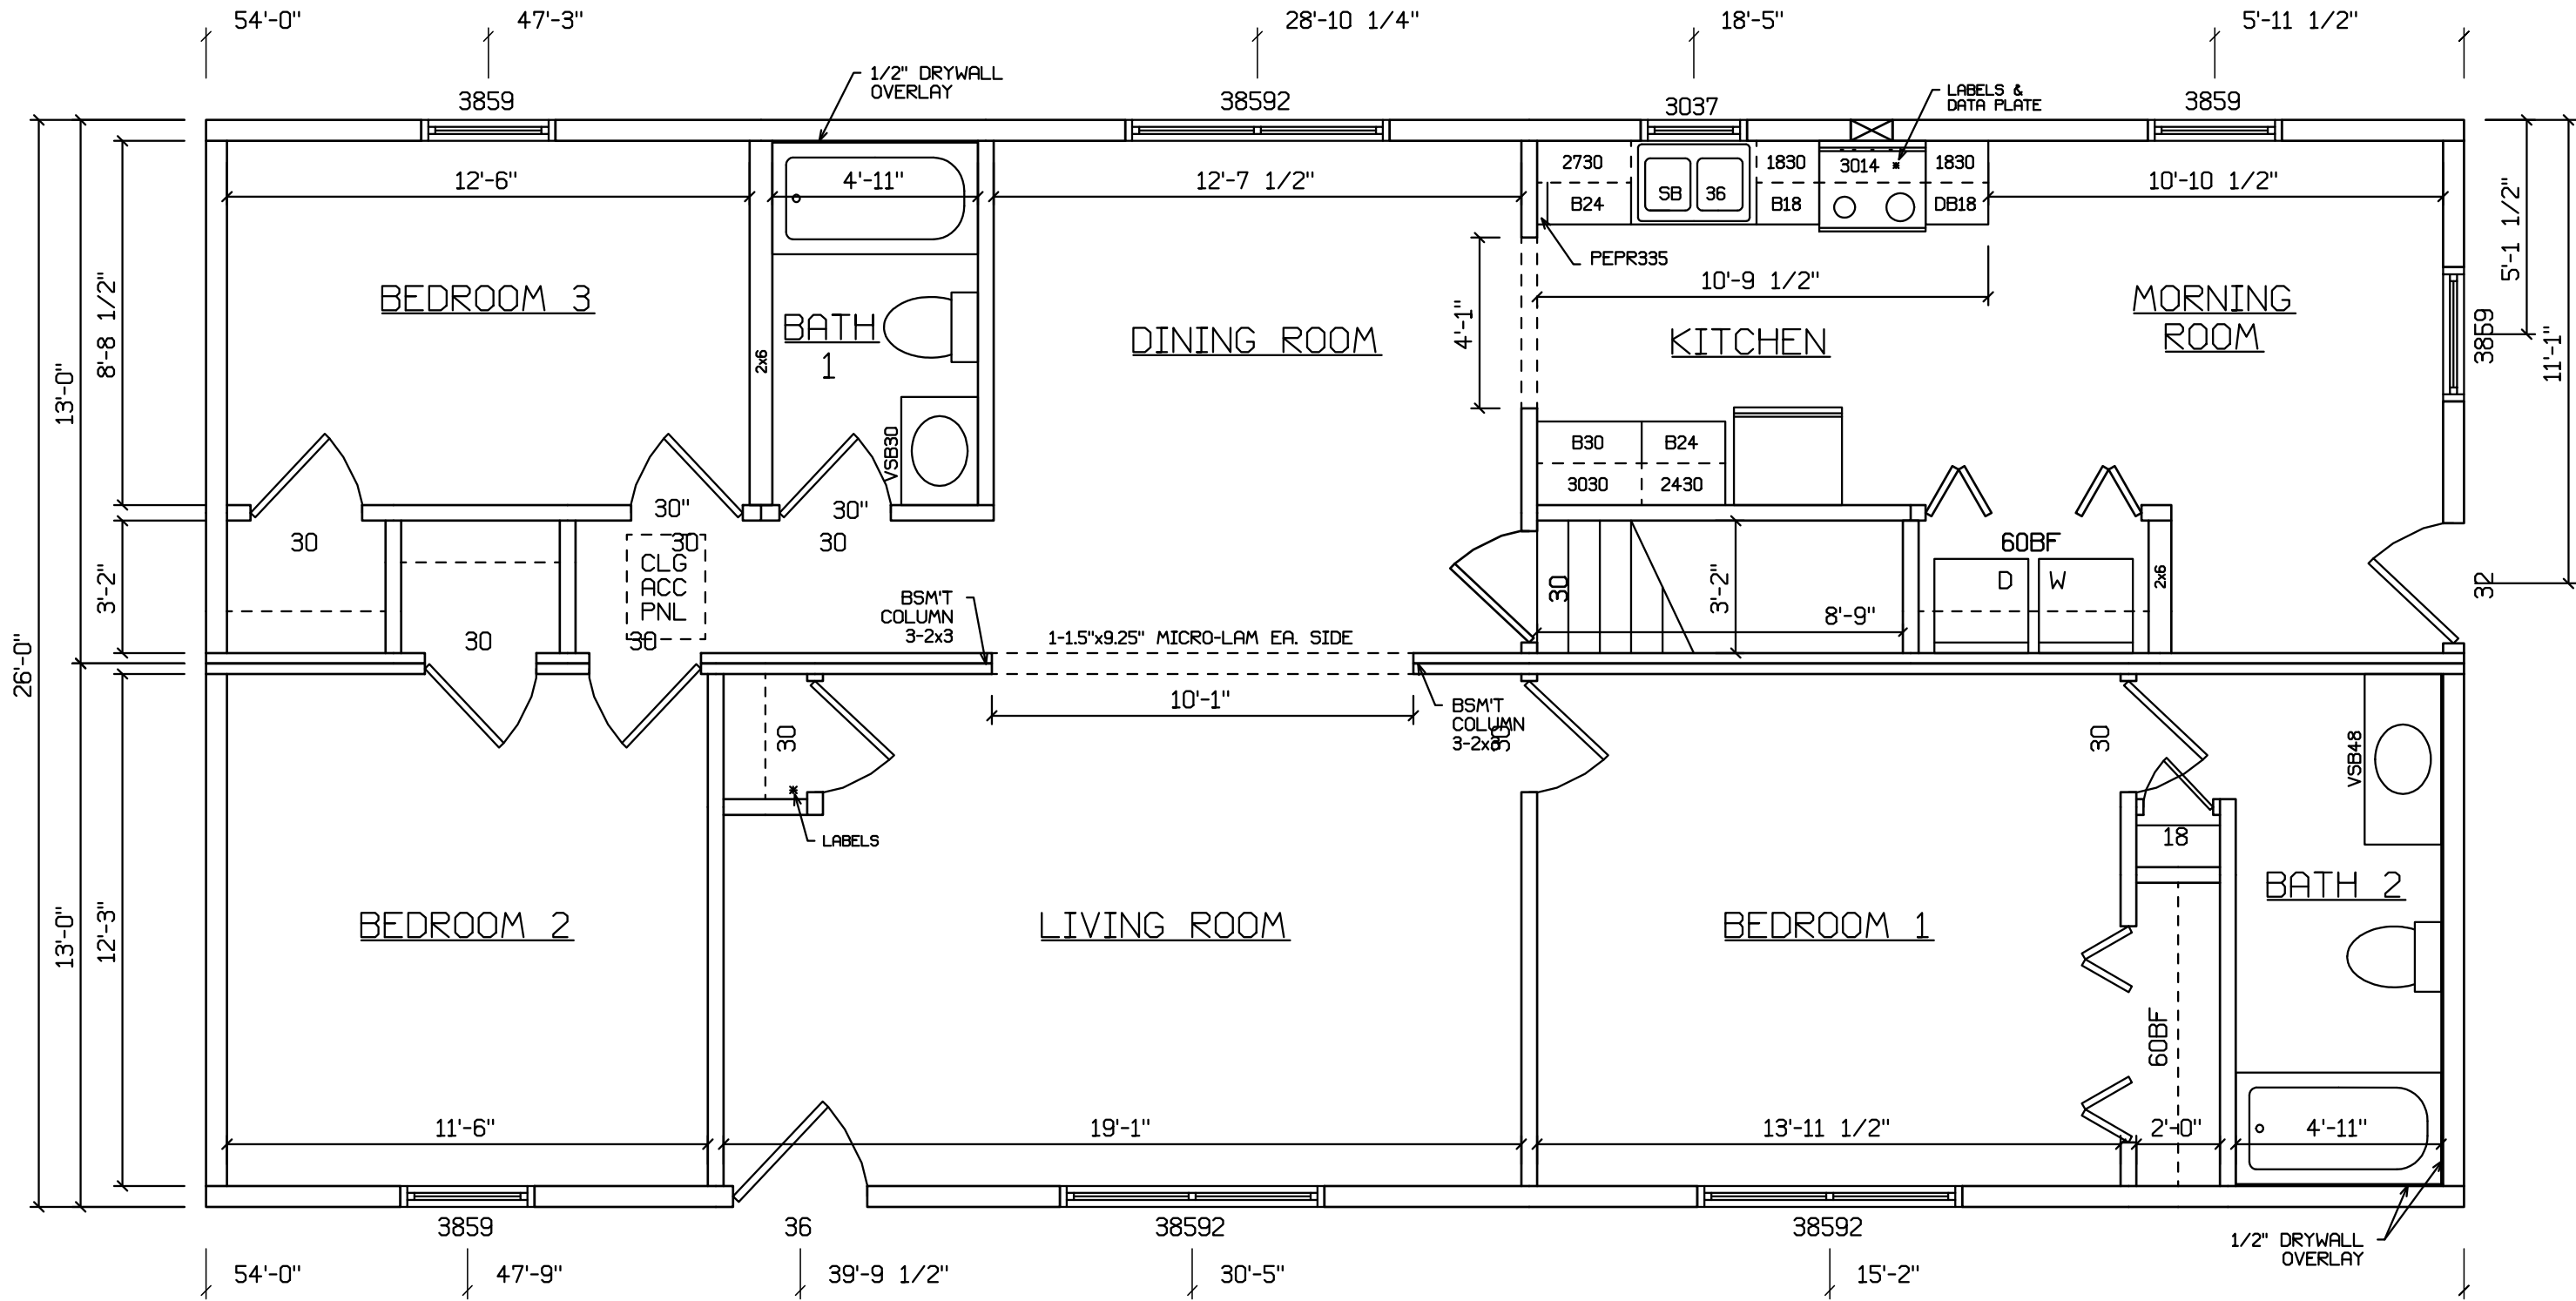 54'-0" 47'-3" 28'-10 1/4" 18'-5" 5'-11 1/2"
1/2" DRYWALL
OVERLAY
LABELS &
DATA PLATE
3859 38592 3037 3859
2730 1830 3014 1830
12'-6" 4'-11" 12'-7 1/2" 10'-10 1/2"
SB 36
B24 B18 DB18
5'-1 1/2"
PEPR335
10'-9 1/2"
BEDROOM 3
BATH
1
2x6
DINING ROOM
4'-1"
KITCHEN
MORNING
ROOM
3859
11'-1"
8'-8 1/2"
13'-0"
VSB30
B30 B24
3030 2430
30" 30"
30 30 30
60BF
CLG
ACC
PNL
D W
2x6
30
32
3'-2"
3'-2"
8'-9"
30 30
BSM'T
COLUMN
3-2x3
1-1.5"x9.25" MICRO-LAM EA. SIDE
26'-0"
10'-1"
BSM'T
COLUMN
3-2x3
30
30
30
VSB48
LABELS
18
BATH 2
13'-0"
12'-3"
BEDROOM 2
LIVING ROOM
BEDROOM 1
60BF
11'-6" 19'-1" 13'-11 1/2" 2'-0" 4'-11"
3859 36 38592 38592
1/2" DRYWALL
OVERLAY
54'-0" 47'-9" 39'-9 1/2" 30'-5" 15'-2"